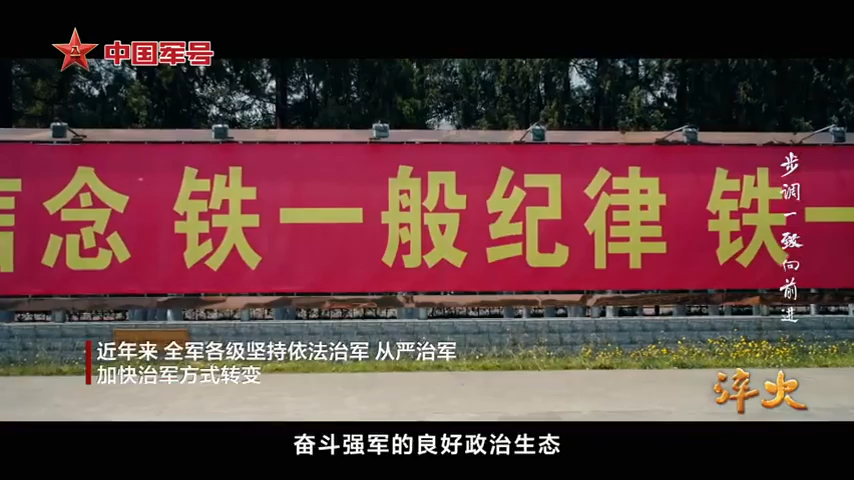 中国军号
信念 铁一般纪律 铁一
步调一致向前进
近年来 全军各级坚持依法治军 从严治军
加快治军方式转变
淬火
奋斗强军的良好政治生态